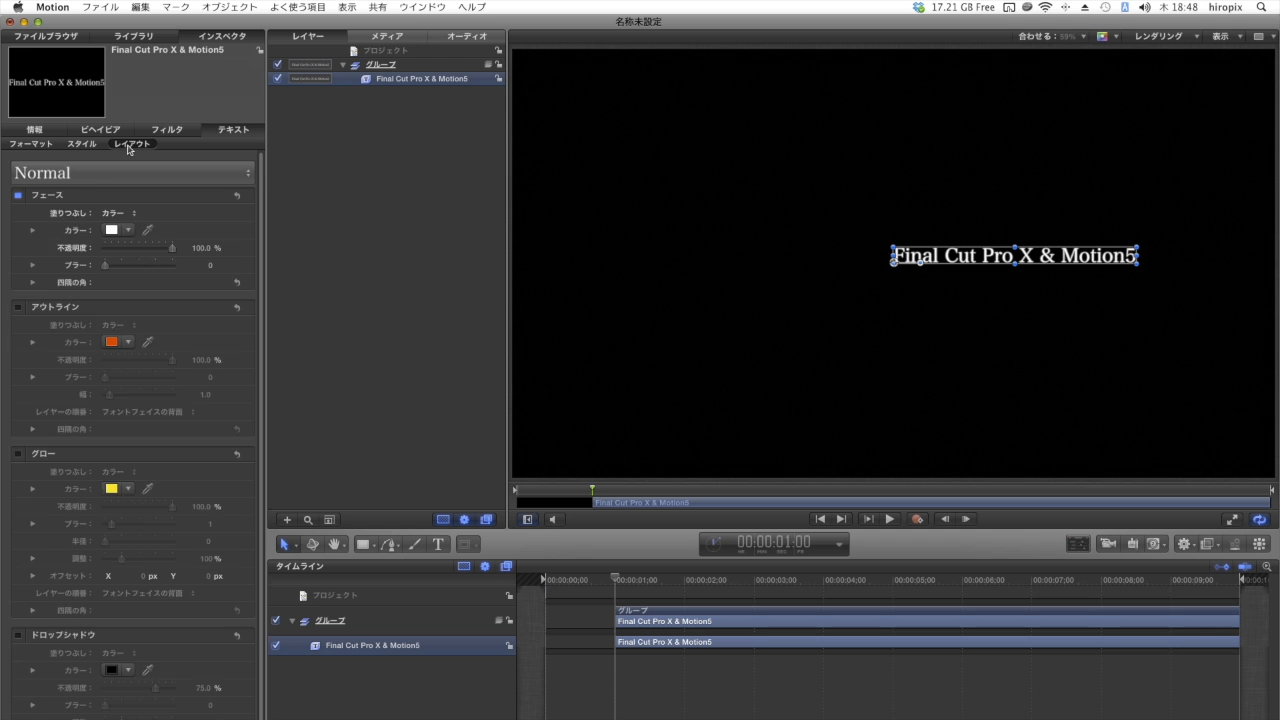 Motion ファイル 編集 マーク オブジェクト よく使う項目 表示 共有 ウインドウ ヘルプ 17.21 GB Free A 木 18:48 hiropix
名称未設定
ファイルブラウザ ライブラリ インスペクタ
Final Cut Pro X & Motion5
Final Cut Pro X & Motion5
情報 ビヘイビア フィルタ テキスト
フォーマット スタイル レイアウト
Normal
フェース
塗りつぶし: カラー
カラー:
不透明度: 100.0 %
ブラー: 0
四隅の角:
アウトライン
塗りつぶし: カラー
カラー:
不透明度: 100.0 %
ブラー: 0
幅: 1.0
レイヤーの順番: フォントフェイスの背面
四隅の角:
グロー
塗りつぶし: カラー
カラー:
不透明度: 100.0 %
ブラー: 1
半径: 0
調整: 100 %
オフセット: X 0 px Y 0 px
レイヤーの順番: フォントフェイスの背面
四隅の角:
ドロップシャドウ
塗りつぶし: カラー
カラー:
不透明度: 75.0 %
ブラー: 0
レイヤー メディア オーディオ
プロジェクト
グループ
Final Cut Pro X & Motion5
合わせる: 59% レンダリング 表示
Final Cut Pro X & Motion5
Final Cut Pro X & Motion5
T
00:00:01:00
HR MIN SEC FR
タイムライン
00:00:00;00 00:00:01;00 00:00:02;00 00:00:03;00 00:00:04;00 00:00:05;00 00:00:06;00 00:00:07;00 00:00:08;00 00:00:09;00
プロジェクト
グループ
Final Cut Pro X & Motion5
グループ
Final Cut Pro X & Motion5
Final Cut Pro X & Motion5